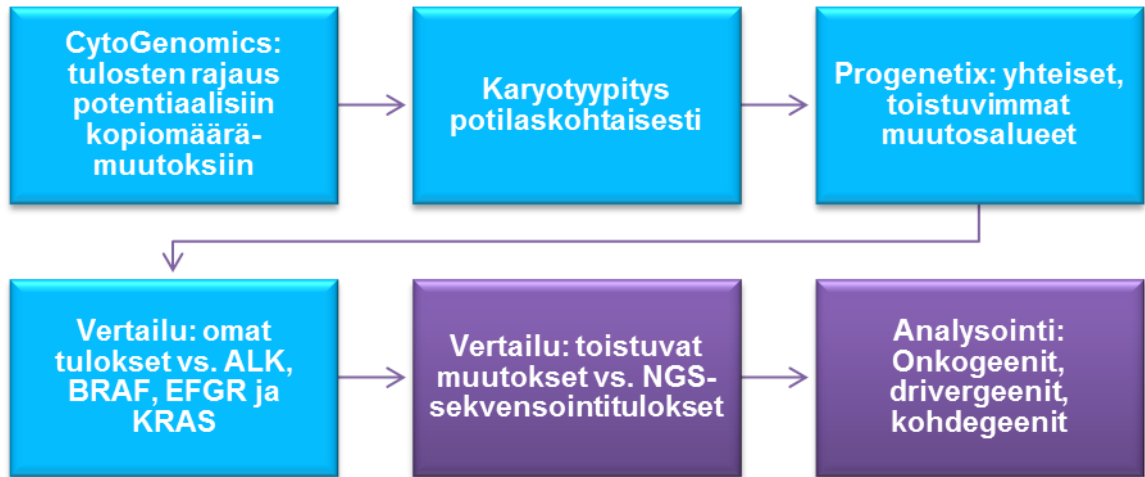 CytoGenomics:
tulosten rajaus
potentiaalisiin
kopiomäärä-
muutoksiin
Karyotyypitys
potilaskohtaisesti
Progenetix: yhteiset,
toistuvimmat
muutosalueet
Vertailu: omat
tulokset vs. ALK,
BRAF, EFGR ja
KRAS
Vertailu: toistuvat
muutokset vs. NGS-
sekvensointitulokset
Analysointi:
Onkogeenit,
drivergeenit,
kohdegeenit